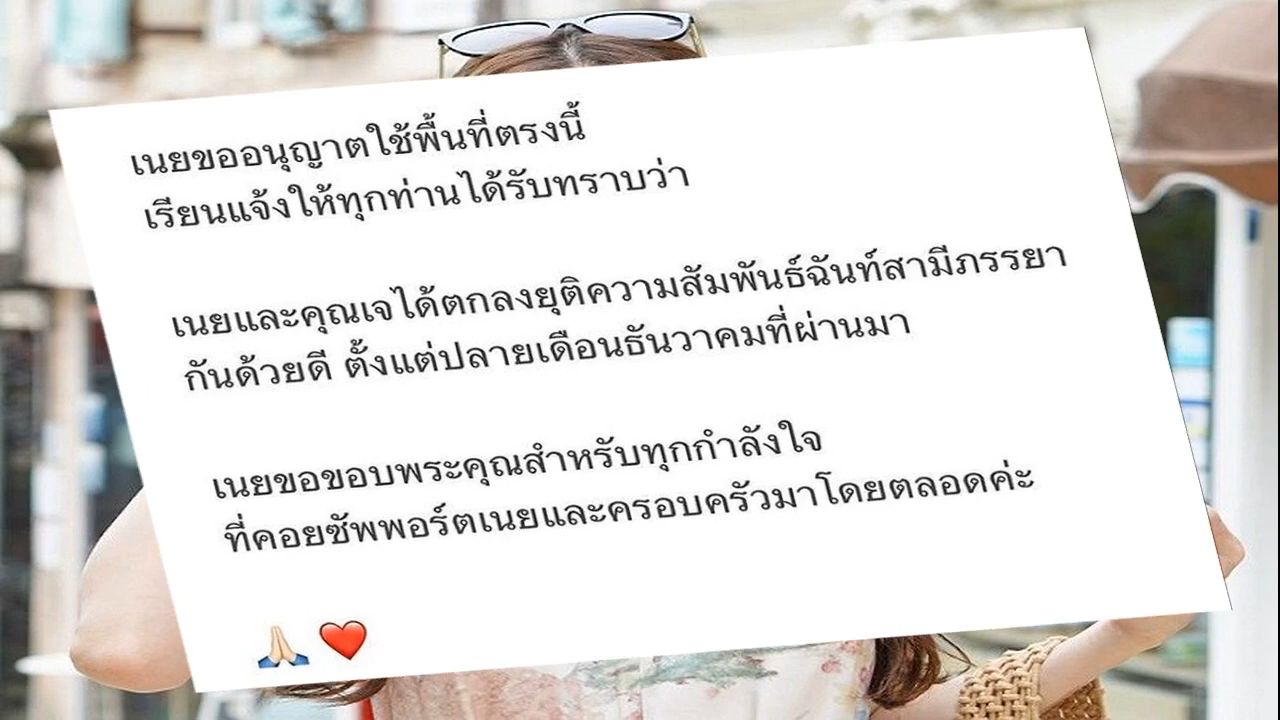 เนยขออนุญาตใช้พื้นที่ตรงนี้
เรียนแจ้งให้ทุกท่านได้รับทราบว่า
เนยและคุณเจได้ตกลงยุติความสัมพันธ์ฉันท์สามีภรรยา
กันด้วยดี ตั้งแต่ปลายเดือนธันวาคมที่ผ่านมา
เนยขอขอบพระคุณสำหรับทุกกำลังใจ
ที่คอยซัพพอร์ตเนยและครอบครัวมาโดยตลอดค่ะ
🙏🏻 ❤️